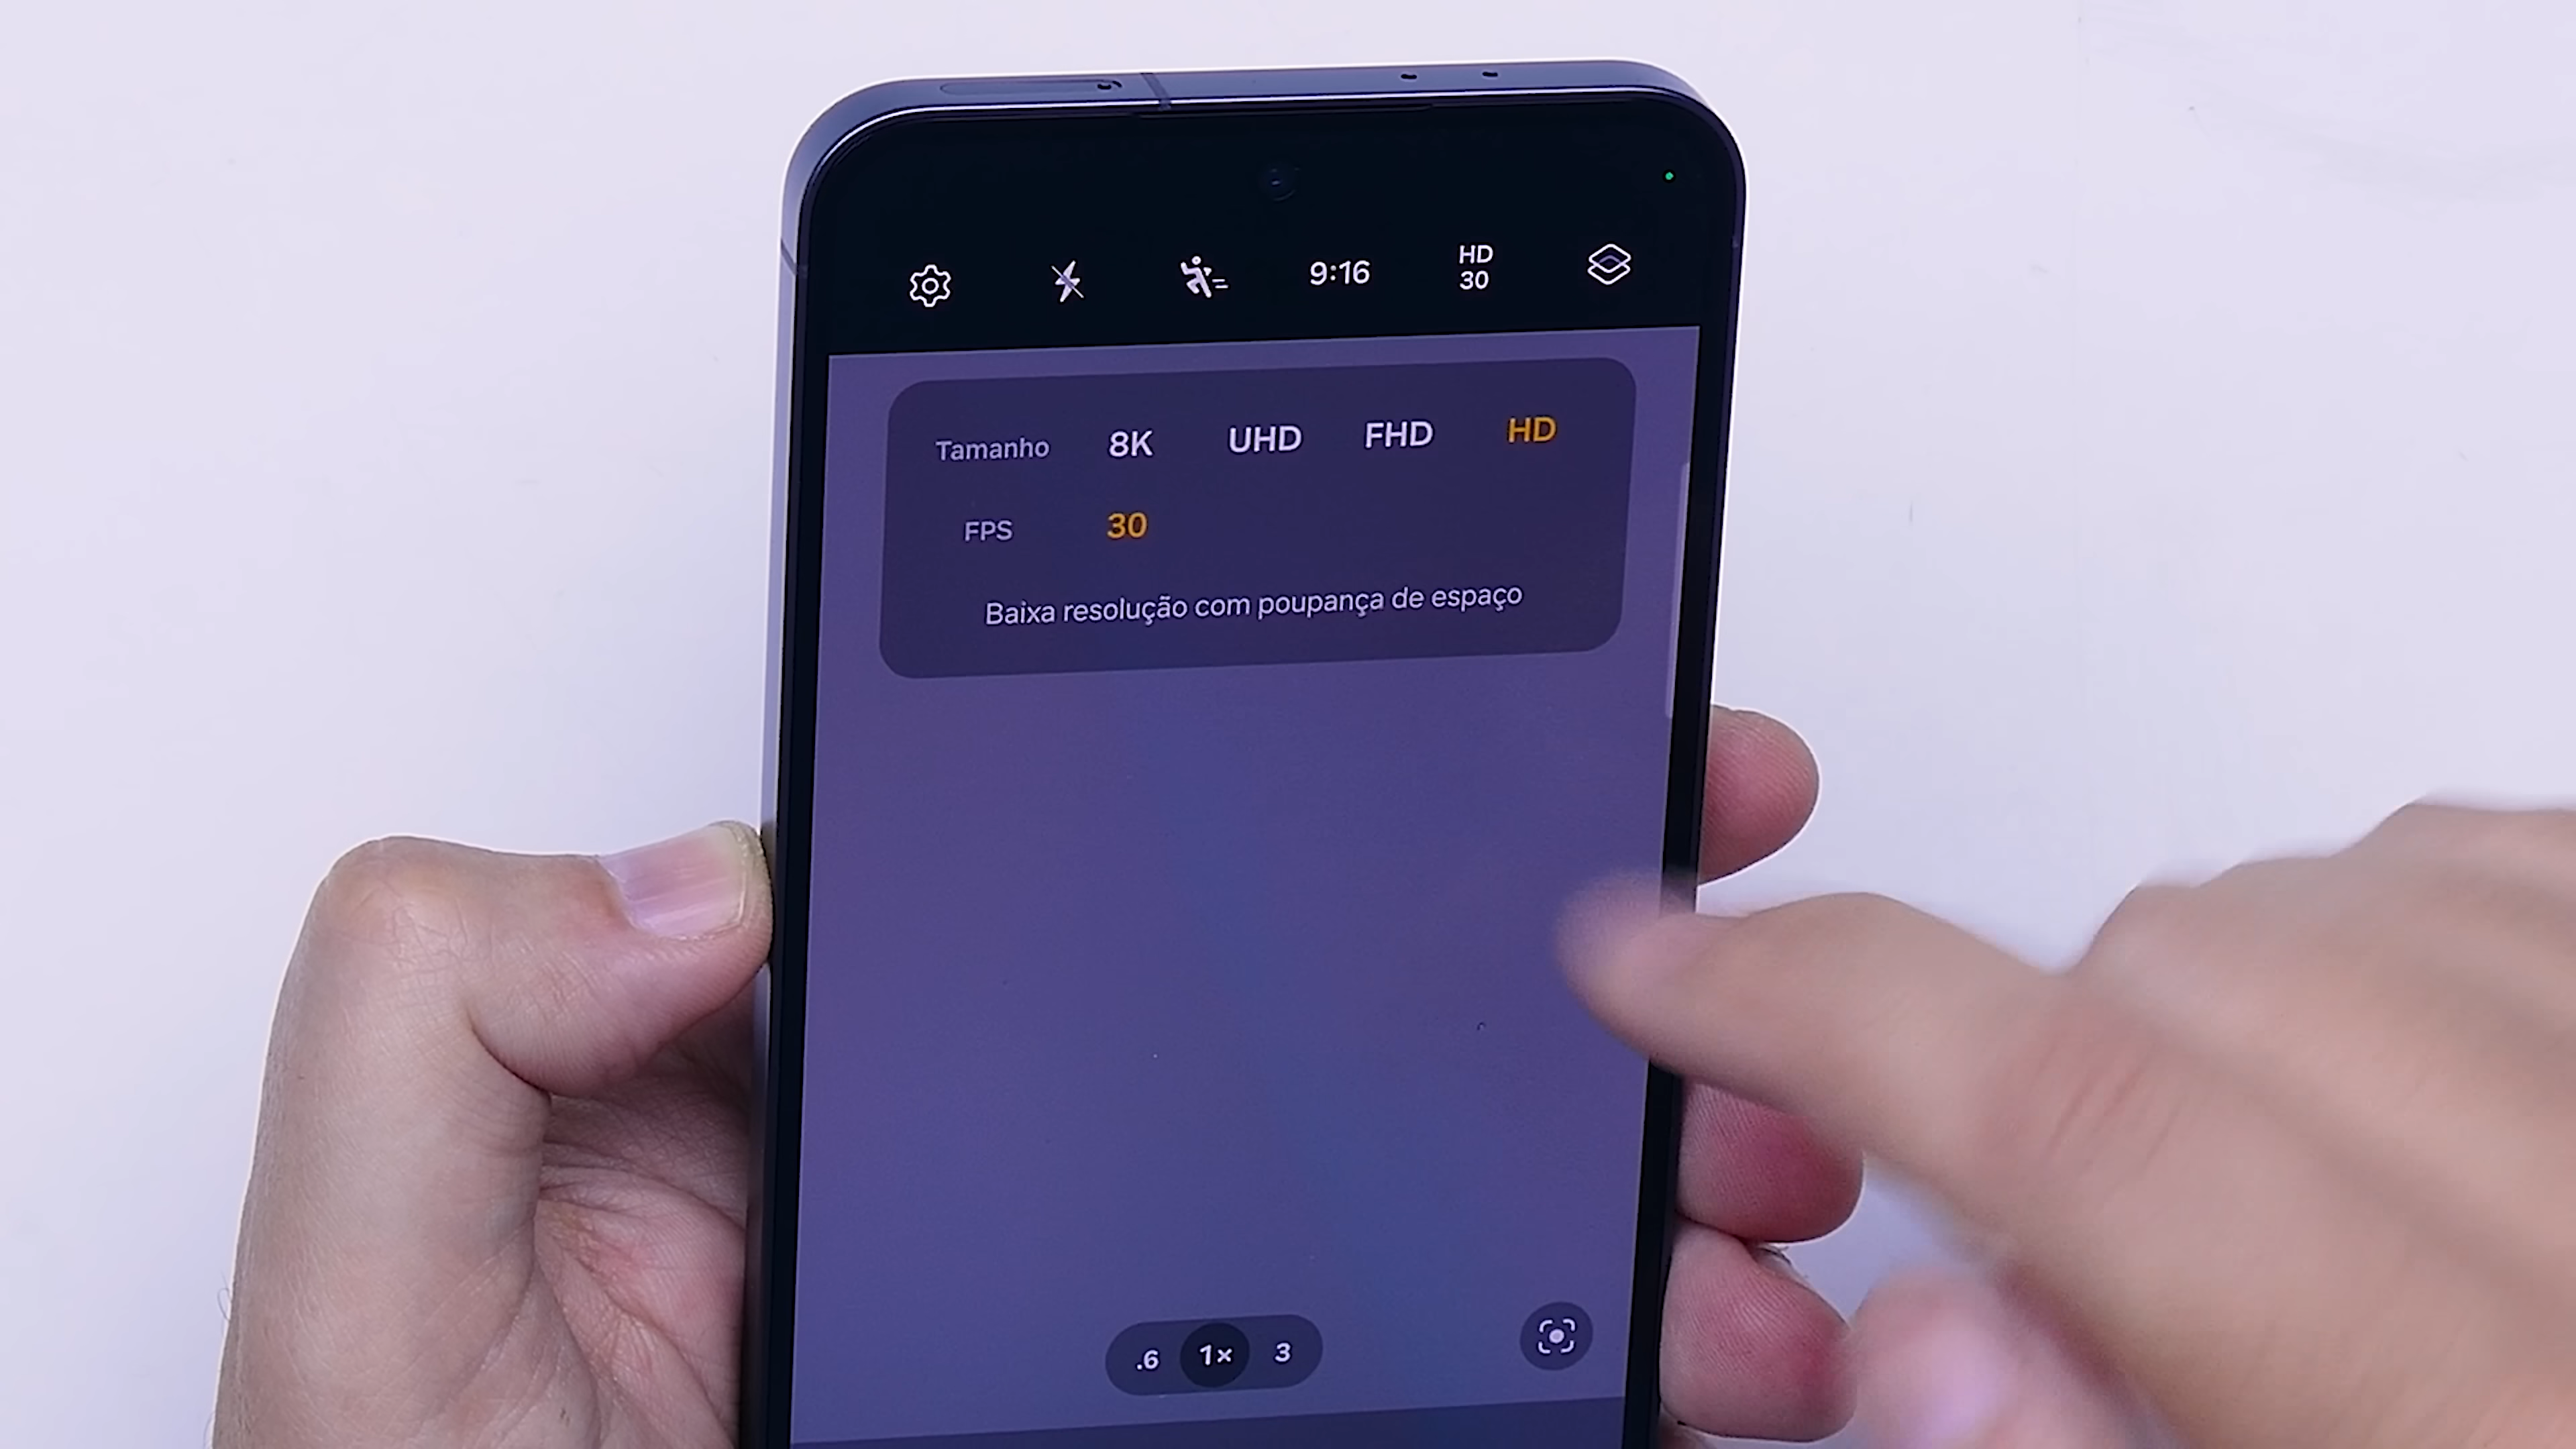 9:16
HD
30
Tamanho 8K UHD FHD HD
FPS 30
Baixa resolução com poupança de espaço
.6 1× 3